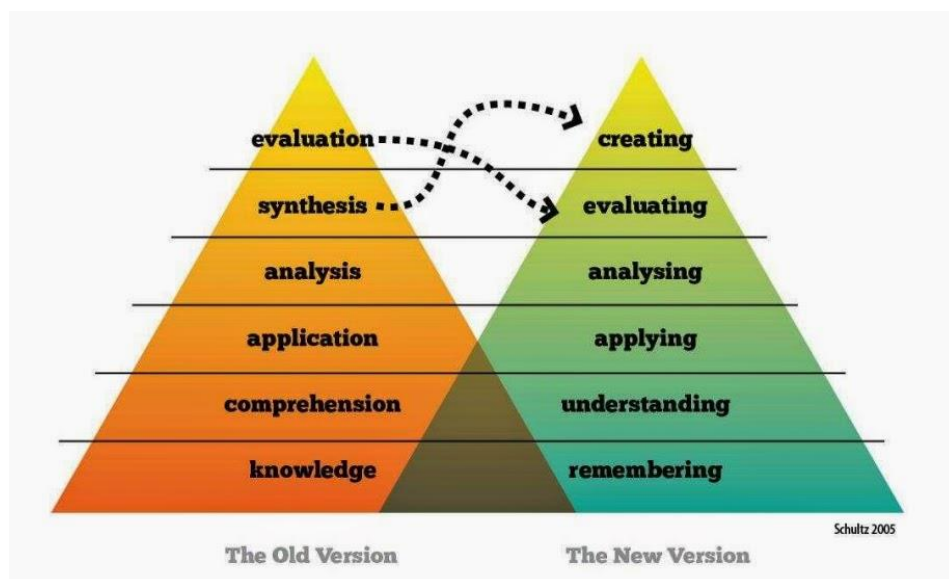 evaluation creating
synthesis evaluating
analysis analysing
application applying
comprehension understanding
knowledge remembering
Schultz 2005
The Old Version The New Version